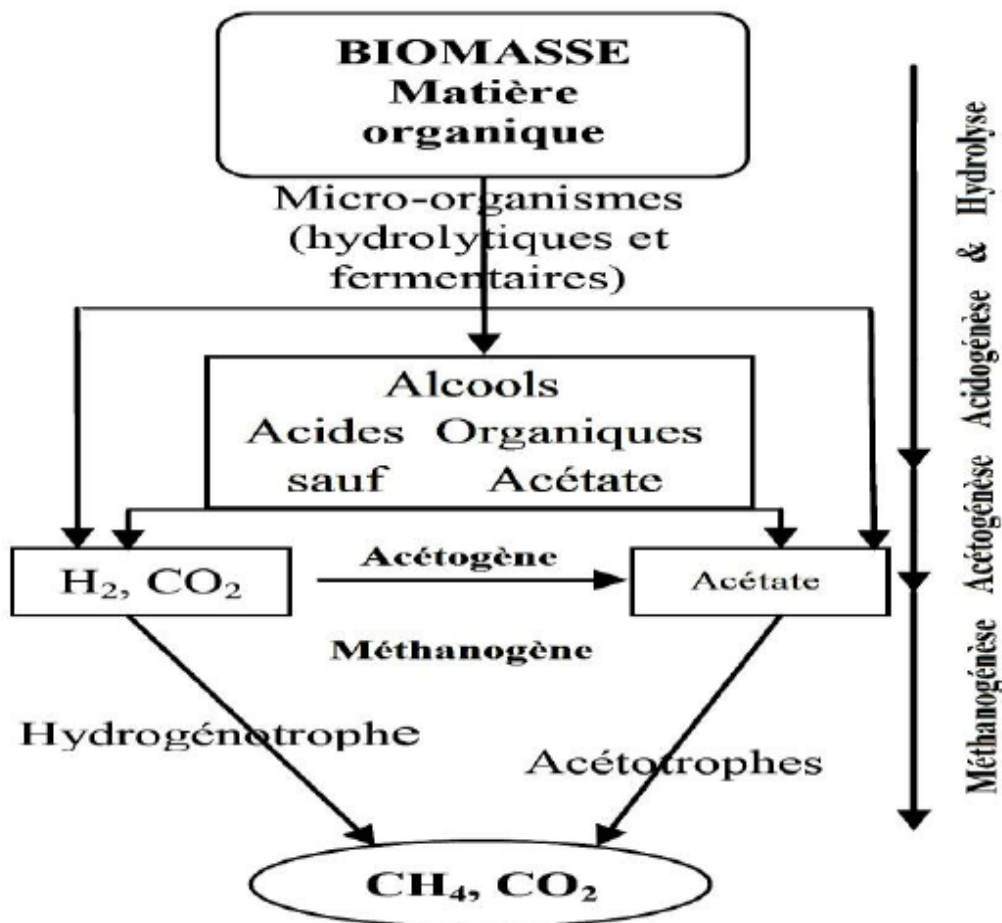 BIOMASSE
Matière
organique
Micro-organismes
(hydrolytiques et
fermentaires)
Alcools
Acides Organiques
sauf Acétate
H₂, CO₂
Acétogène
Acétate
Méthanogène
Hydrogénotrophe
Acétotrophes
CH₄, CO₂
Méthanogénèse Acétogénèse Acidogénèse & Hydrolyse